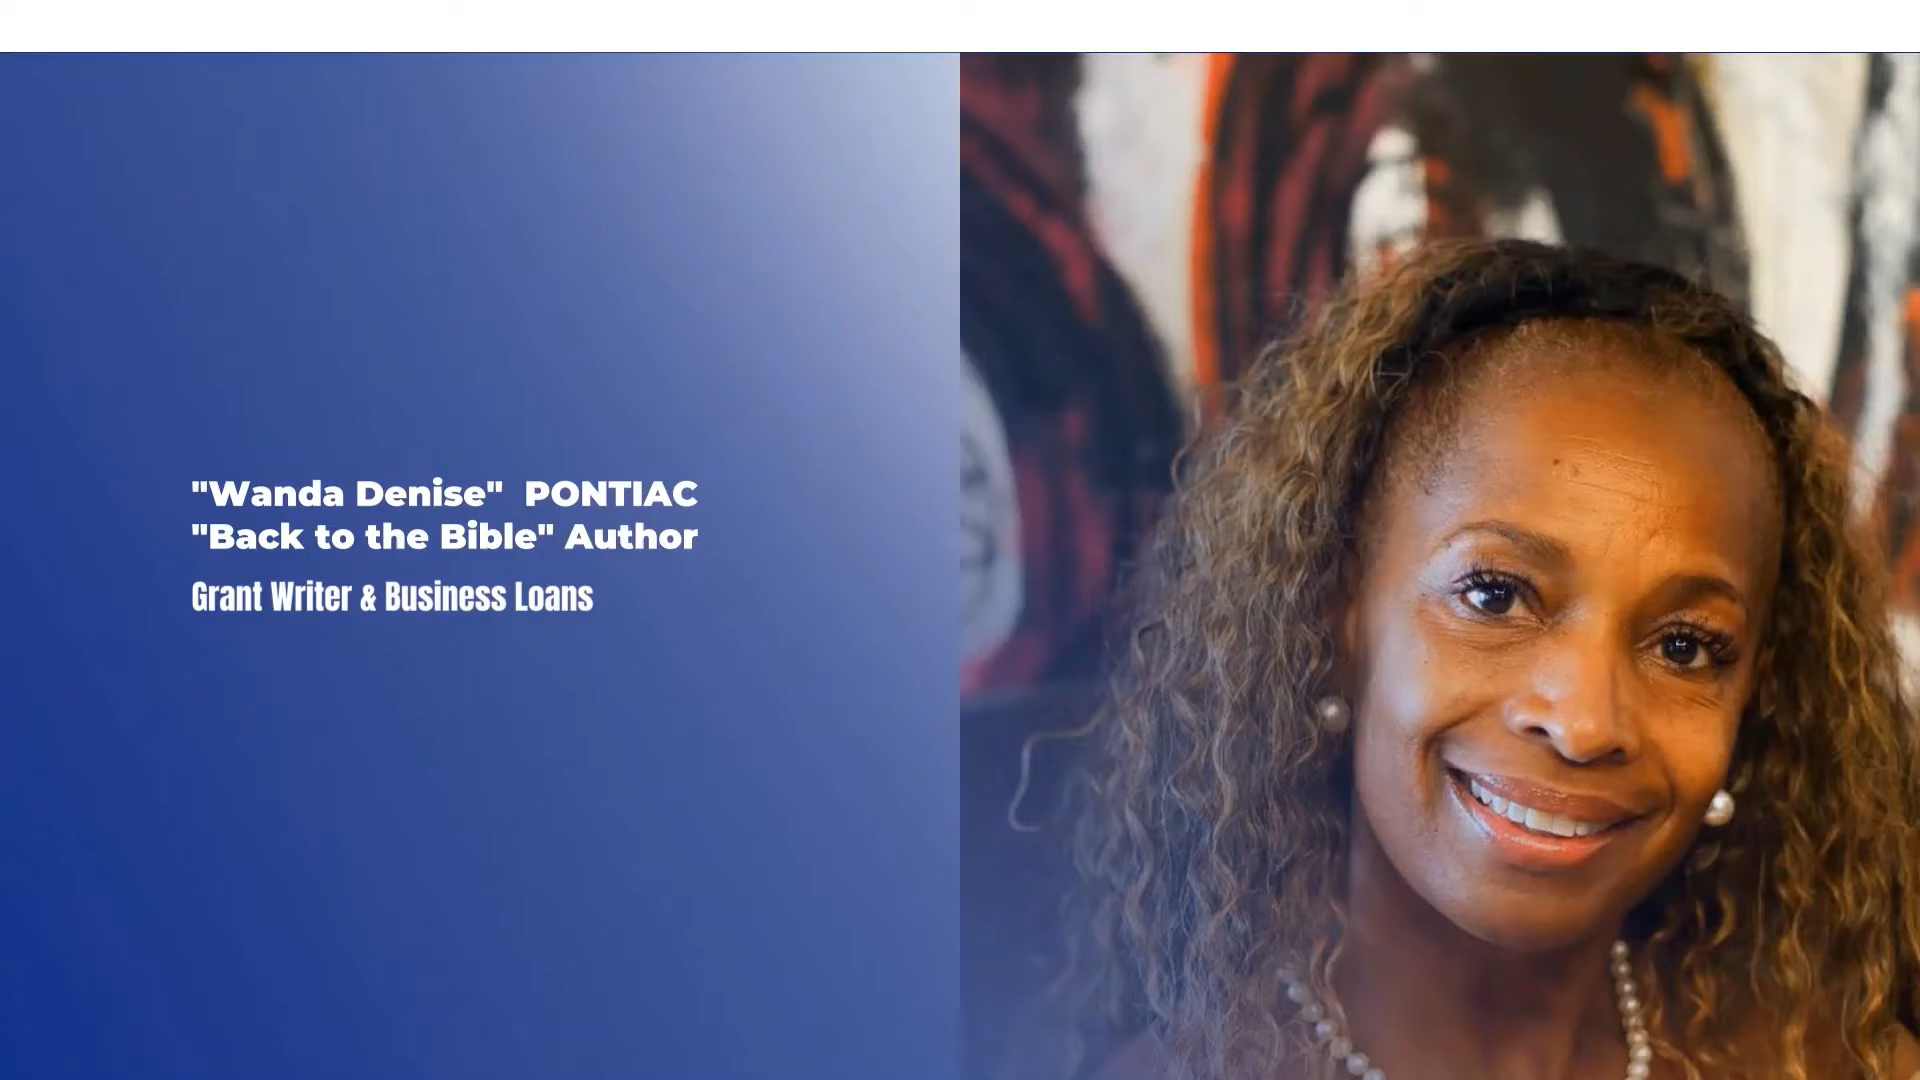 "Wanda Denise"  PONTIAC
"Back to the Bible" Author
Grant Writer & Business Loans